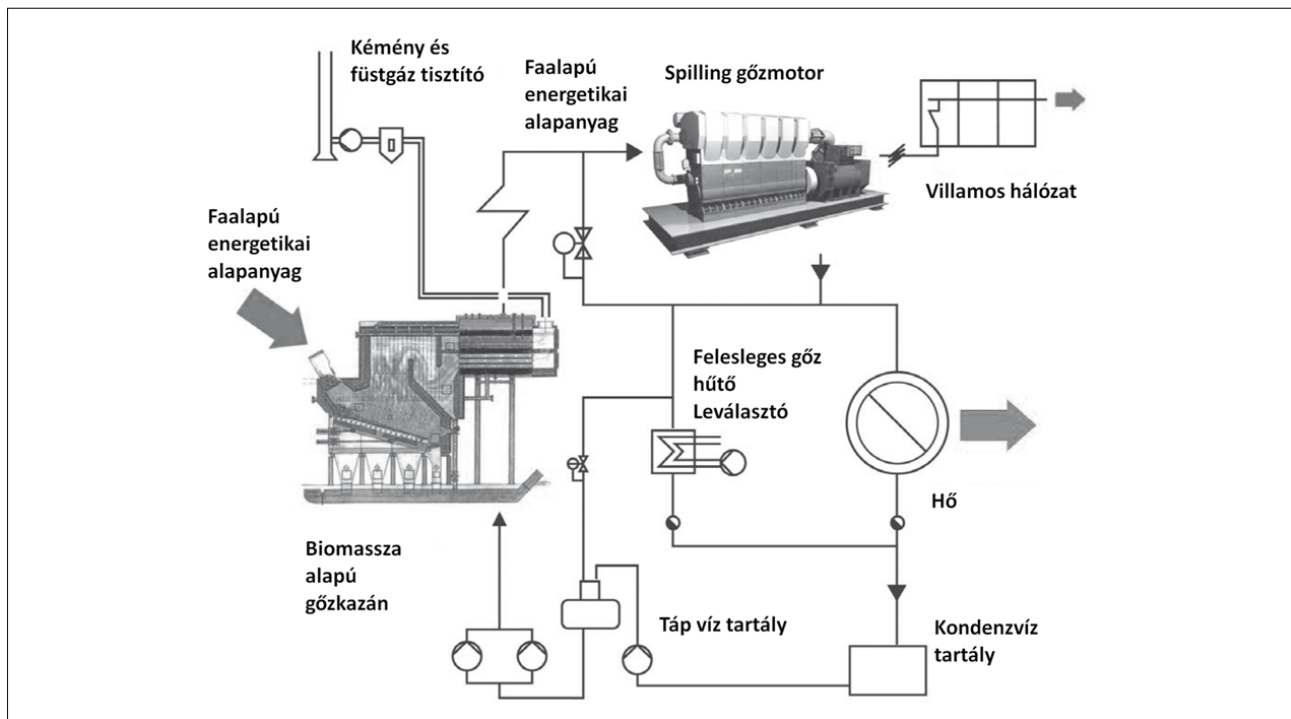 Kémény és
füstgáz tisztító
Faalapú
energetikai
alapanyag
Spilling gőzmotor
Villamos hálózat
Faalapú
energetikai
alapanyag
Felesleges gőz
hűtő
Leválasztó
Hő
Biomassza
alapú
gőzkazán
Táp víz tartály
Kondenzvíz
tartály